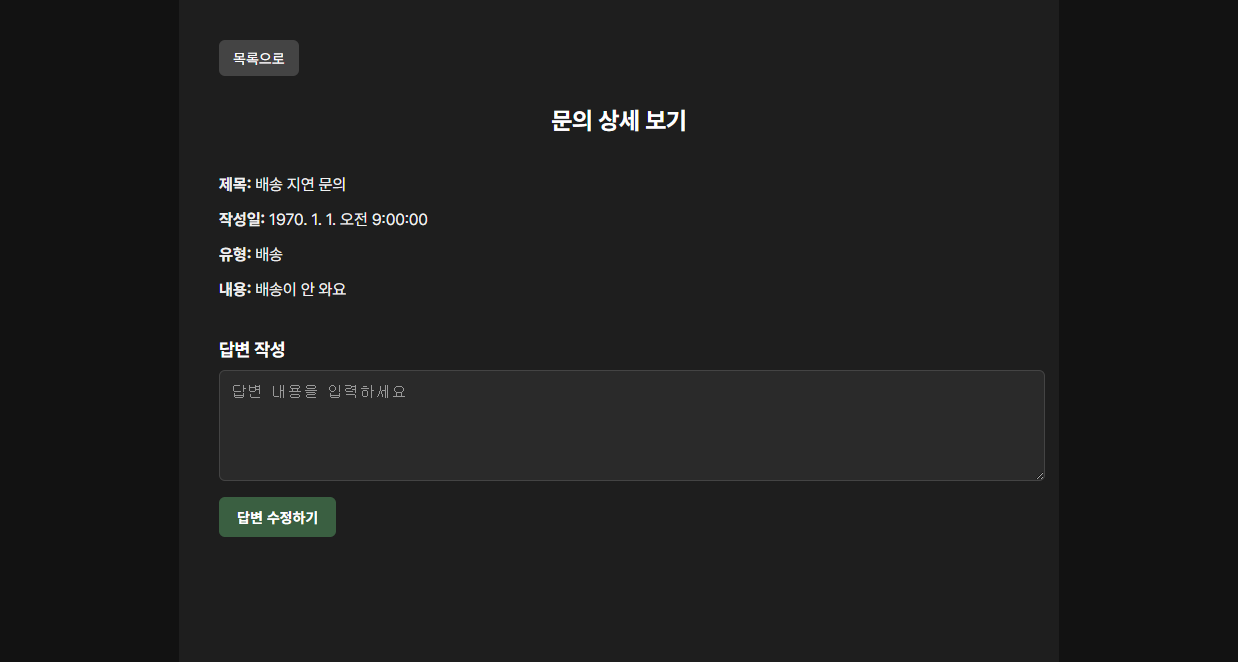 목록으로
문의 상세 보기
제목: 배송 지연 문의
작성일: 1970. 1. 1. 오전 9:00:00
유형: 배송
내용: 배송이 안 와요
답변 작성
답변 내용을 입력하세요
답변 수정하기